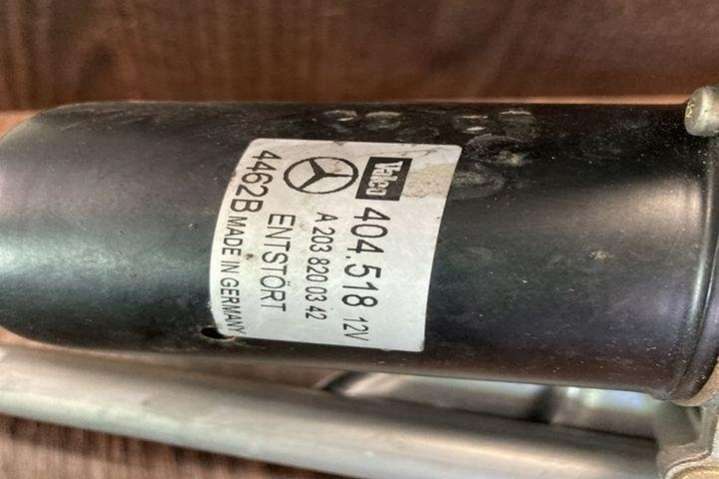 Valeo
404.518 12V
A 203 820 03 42
ENTSTÖRT
4462B MADE IN GERMANY